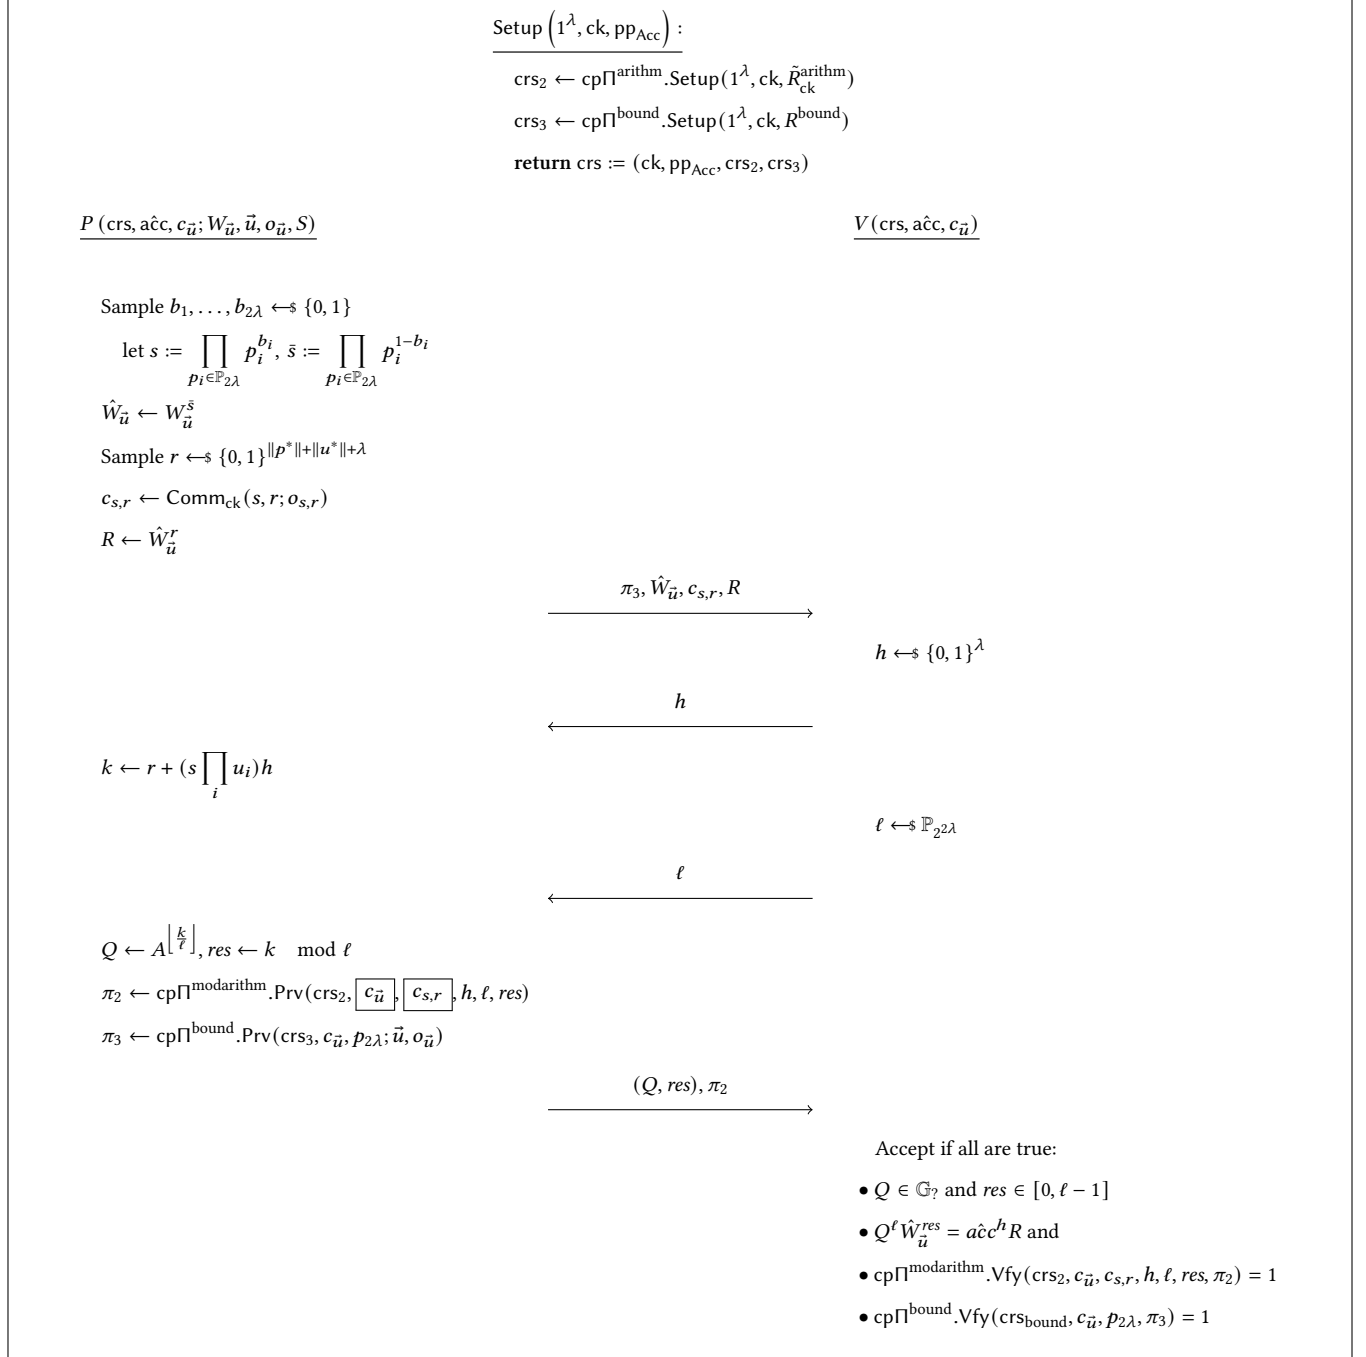 Setup (1^λ, ck, pp_Acc) :
crs_2 ← cpΠ^arithm.Setup(1^λ, ck, R̃_ck^arithm)
crs_3 ← cpΠ^bound.Setup(1^λ, ck, R^bound)
return crs := (ck, pp_Acc, crs_2, crs_3)
P (crs, aĉc, c_u⃗; W_u⃗, u⃗, o_u⃗, S) V(crs, aĉc, c_u⃗)
Sample b_1, . . . , b_2λ ←$ {0, 1}
let s := ∏_{p_i∈ℙ_2λ} p_i^{b_i}, s̄ := ∏_{p_i∈ℙ_2λ} p_i^{1−b_i}
Ŵ_u⃗ ← W_u⃗^s̄
Sample r ←$ {0, 1}^{∥p*∥+∥u*∥+λ}
c_{s,r} ← Comm_ck(s, r; o_{s,r})
R ← Ŵ_u⃗^r
π_3, Ŵ_u⃗, c_{s,r}, R
h ←$ {0, 1}^λ
h
k ← r + (s ∏_i u_i)h
ℓ ←$ ℙ_{2^{2λ}}
ℓ
Q ← A^{⌊k/ℓ⌋}, res ← k mod ℓ
π_2 ← cpΠ^modarithm.Prv(crs_2, c_u⃗, c_{s,r}, h, ℓ, res)
π_3 ← cpΠ^bound.Prv(crs_3, c_u⃗, p_2λ; u⃗, o_u⃗)
(Q, res), π_2
Accept if all are true:
• Q ∈ 𝔾_? and res ∈ [0, ℓ − 1]
• Q^ℓ Ŵ_u⃗^res = aĉc^h R and
• cpΠ^modarithm.Vfy(crs_2, c_u⃗, c_{s,r}, h, ℓ, res, π_2) = 1
• cpΠ^bound.Vfy(crs_bound, c_u⃗, p_2λ, π_3) = 1